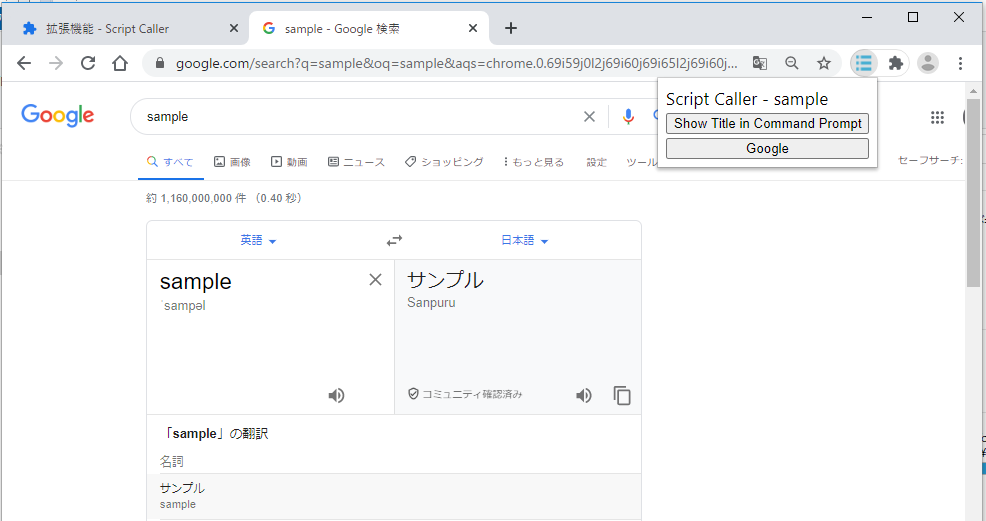 拡張機能 - Script Caller
sample - Google 検索
google.com/search?q=sample&oq=sample&aqs=chrome.0.69i59j0l2j69i60j69i65l2j69i60j...
Script Caller - sample
Show Title in Command Prompt
Google
Google
sample
すべて 画像 動画 ニュース ショッピング もっと見る 設定 ツール
セーフサーチ:
約 1,160,000,000 件 （0.40 秒）
英語 日本語
sample
ˈsampəl
サンプル
Sanpuru
コミュニティ確認済み
「sample」の翻訳
名詞
サンプル
sample